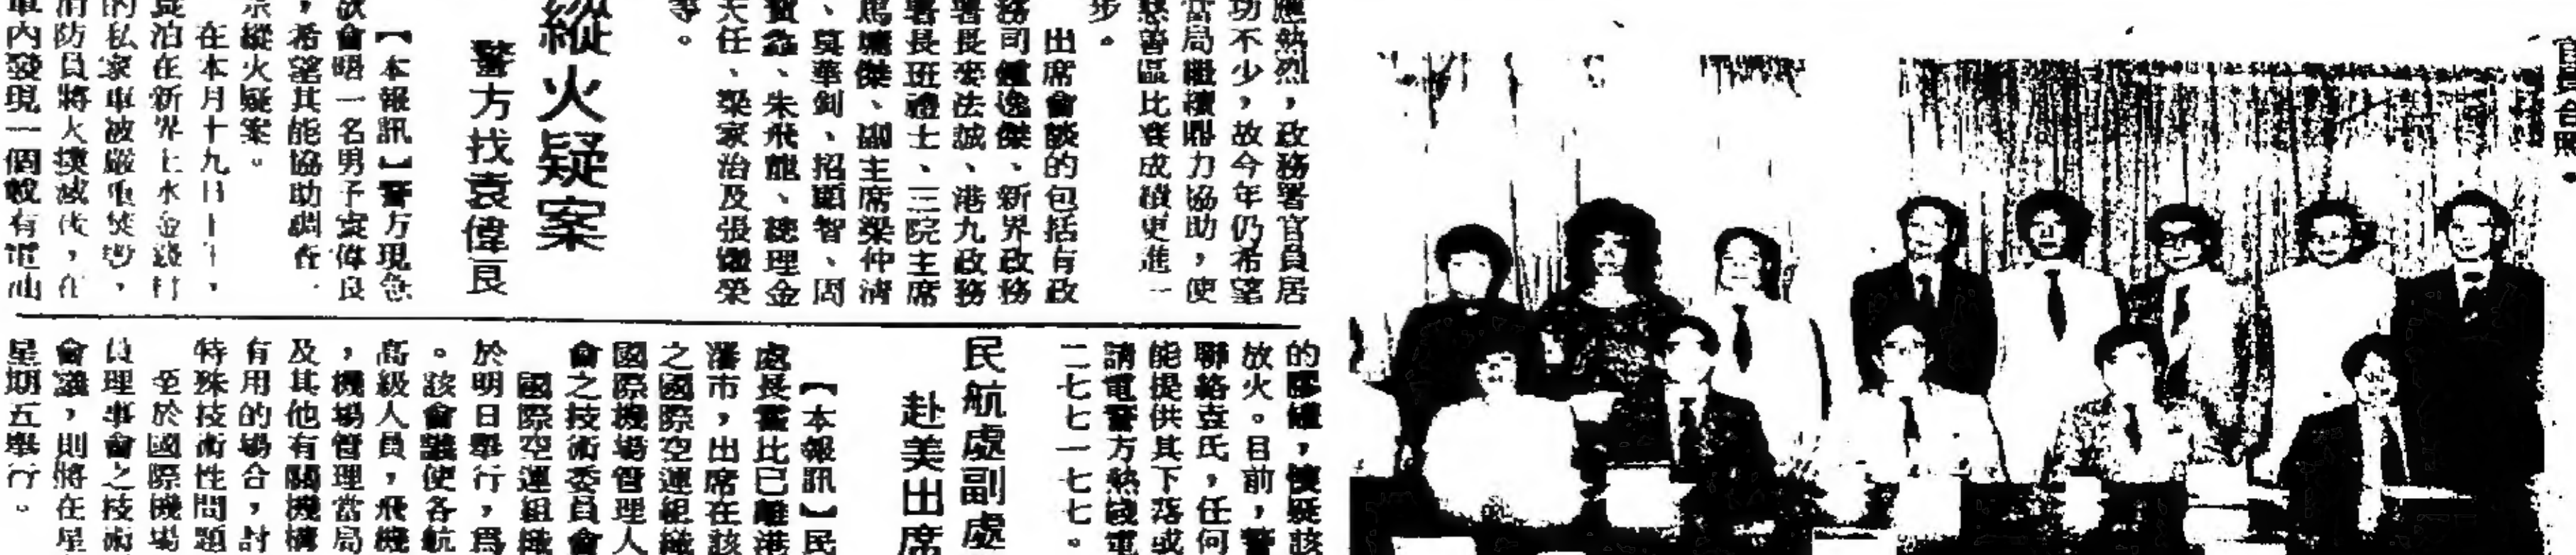 官員合照。
應熱烈，政務署官員居
功不少，故今年仍希望
當局繼續鼎力協助，使
慈善區比賽成績更進一
步。
出席會談的包括有政
務司鍾逸傑、新界政務
署長麥法誠、港九政務
署長班禮士、三院主席
馬墉傑、副主席梁仲清
、莫華釗、招顯智、周
、朱飛龍、總理金
夫任、梁家治及張
等。
縱火疑案
警方找袁偉良
【本報訊】警方現急
欲會晤一名男子袁偉良
，希望其能協助調查一
宗縱火疑案。
在本月十九日上午，
停泊在新界上水金錢村
的私家車被嚴重焚燬，
消防員將火撲滅後，在
車內發現一個載有電油
的膠罐，懷疑該
放火。目前，警
聯絡袁氏，任何
能提供其下落或
請電警方熱線電
二七七一七七。
民航處副處
赴美出席
【本報訊】民
處長霍比已離港
藩市，出席在該
之國際空運組織
國際機場管理人
會之技術委員會
國際空運組織
於明日舉行，為
。該會議使各航
高級人員，飛機
，機場管理當局
及其他有關機構
有用的場合，討
特殊技術性問題
至於國際機場
員理事會之技術
會議，則將在星
星期五舉行。